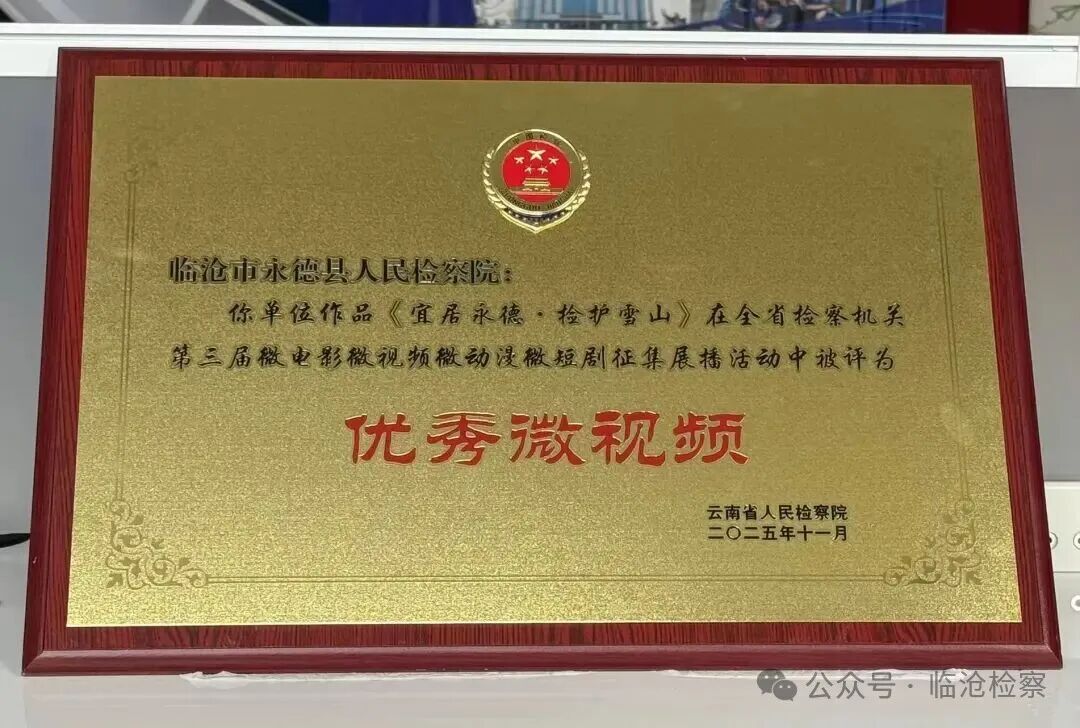 临沧市永德县人民检察院：
你单位作品《宜居永德·检护雪山》在全省检察机关
第三届微电影微视频微动漫微短剧征集展播活动中被评为
优秀微视频
云南省人民检察院
二〇二五年十一月
公众号·临沧检察